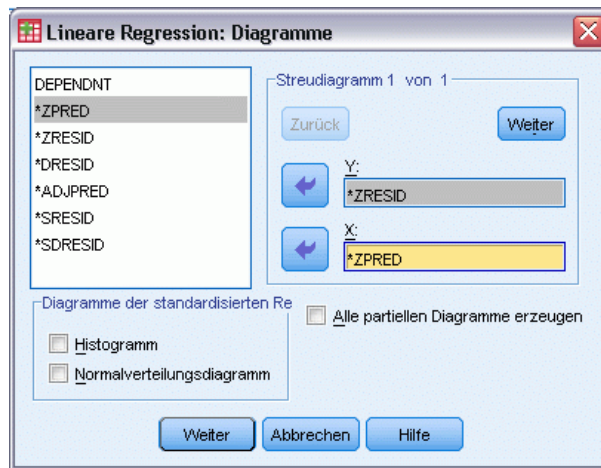 Lineare Regression: Diagramme
DEPENDNT
*ZPRED
*ZRESID
*DRESID
*ADJPRED
*SRESID
*SDRESID
Streudiagramm 1 von 1
Zurück
Weiter
Y:
*ZRESID
X:
*ZPRED
Diagramme der standardisierten Re
Histogramm
Normalverteilungsdiagramm
Alle partiellen Diagramme erzeugen
Weiter
Abbrechen
Hilfe